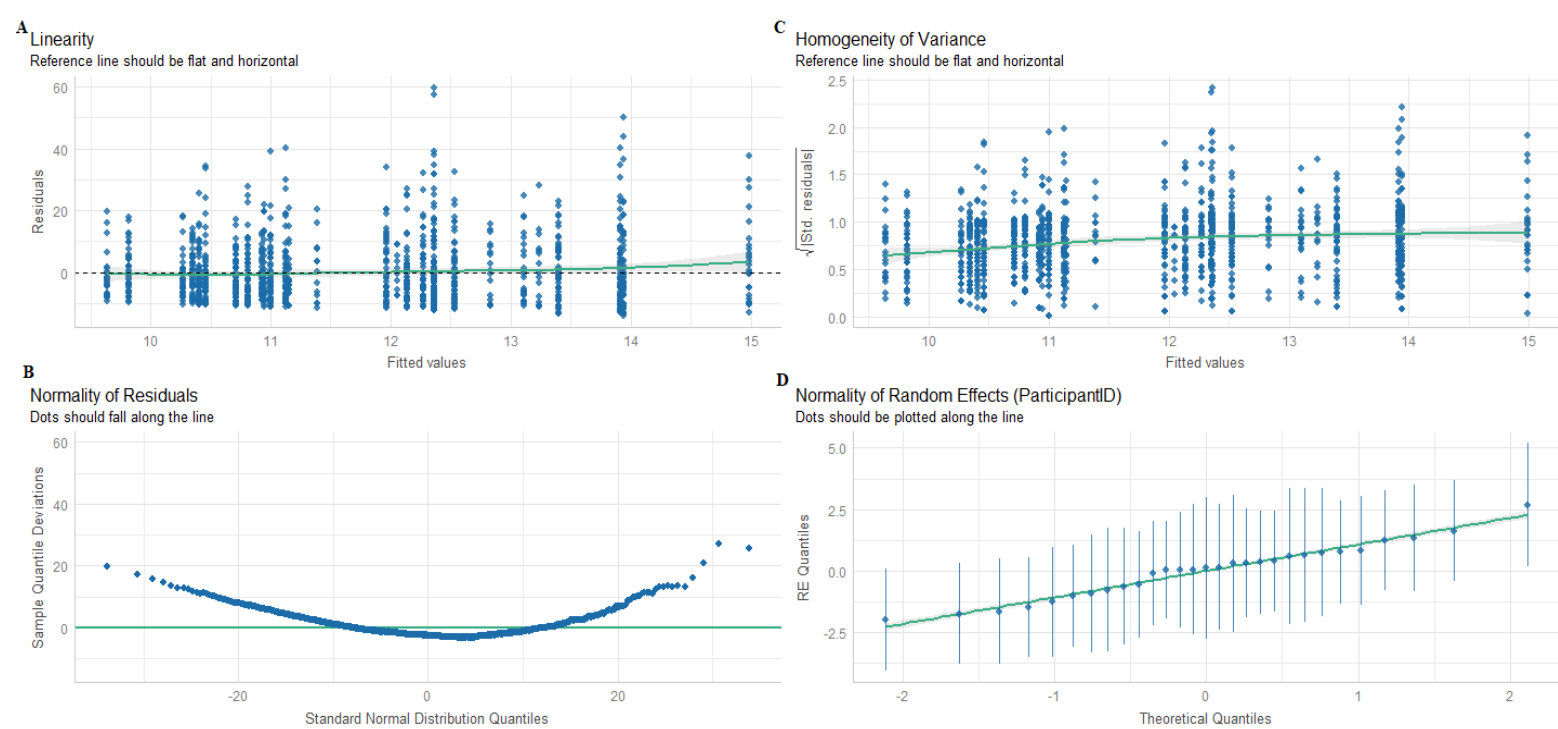 A
Linearity
Reference line should be flat and horizontal
60
40
20
0
Residuals
10 11 12 13 14 15
Fitted values
C
Homogeneity of Variance
Reference line should be flat and horizontal
2.5
2.0
1.5
1.0
0.5
0.0
√|Std. residuals|
10 11 12 13 14 15
Fitted values
B
Normality of Residuals
Dots should fall along the line
60
40
20
0
Sample Quantile Deviations
-20 0 20
Standard Normal Distribution Quantiles
D
Normality of Random Effects (ParticipantID)
Dots should be plotted along the line
5.0
2.5
0.0
-2.5
RE Quantiles
-2 -1 0 1 2
Theoretical Quantiles